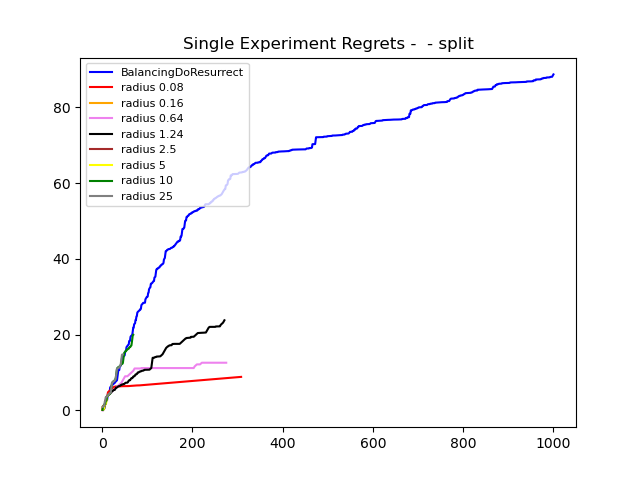 Single Experiment Regrets -  - split
BalancingDoResurrect
radius 0.08
radius 0.16
radius 0.64
radius 1.24
radius 2.5
radius 5
radius 10
radius 25
80
60
40
20
0
0 200 400 600 800 1000